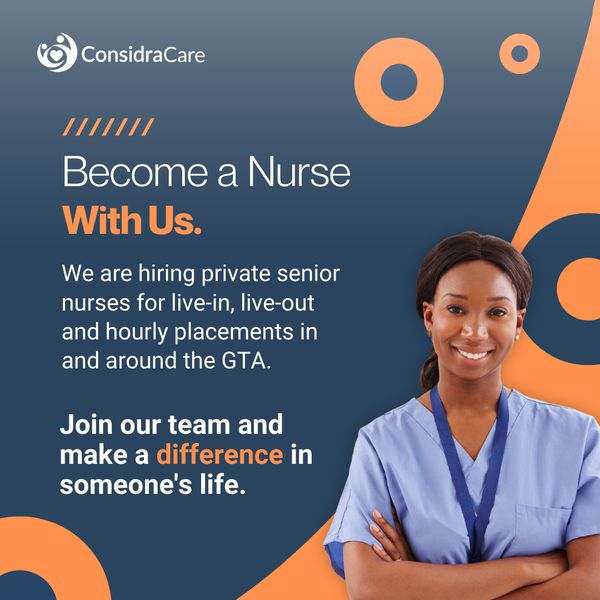 ConsidraCare
Become a Nurse
With Us.
We are hiring private senior
nurses for live-in, live-out
and hourly placements in
and around the GTA.
Join our team and
make a difference in
someone's life.